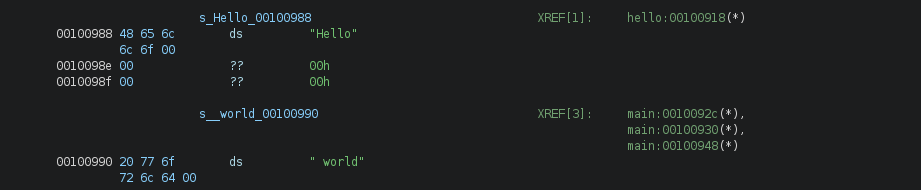 s_Hello_00100988 XREF[1]: hello:00100918(*)
00100988 48 65 6c ds "Hello"
6c 6f 00
0010098e 00 ?? 00h
0010098f 00 ?? 00h
s__world_00100990 XREF[3]: main:0010092c(*),
main:00100930(*),
main:00100948(*)
00100990 20 77 6f ds " world"
72 6c 64 00